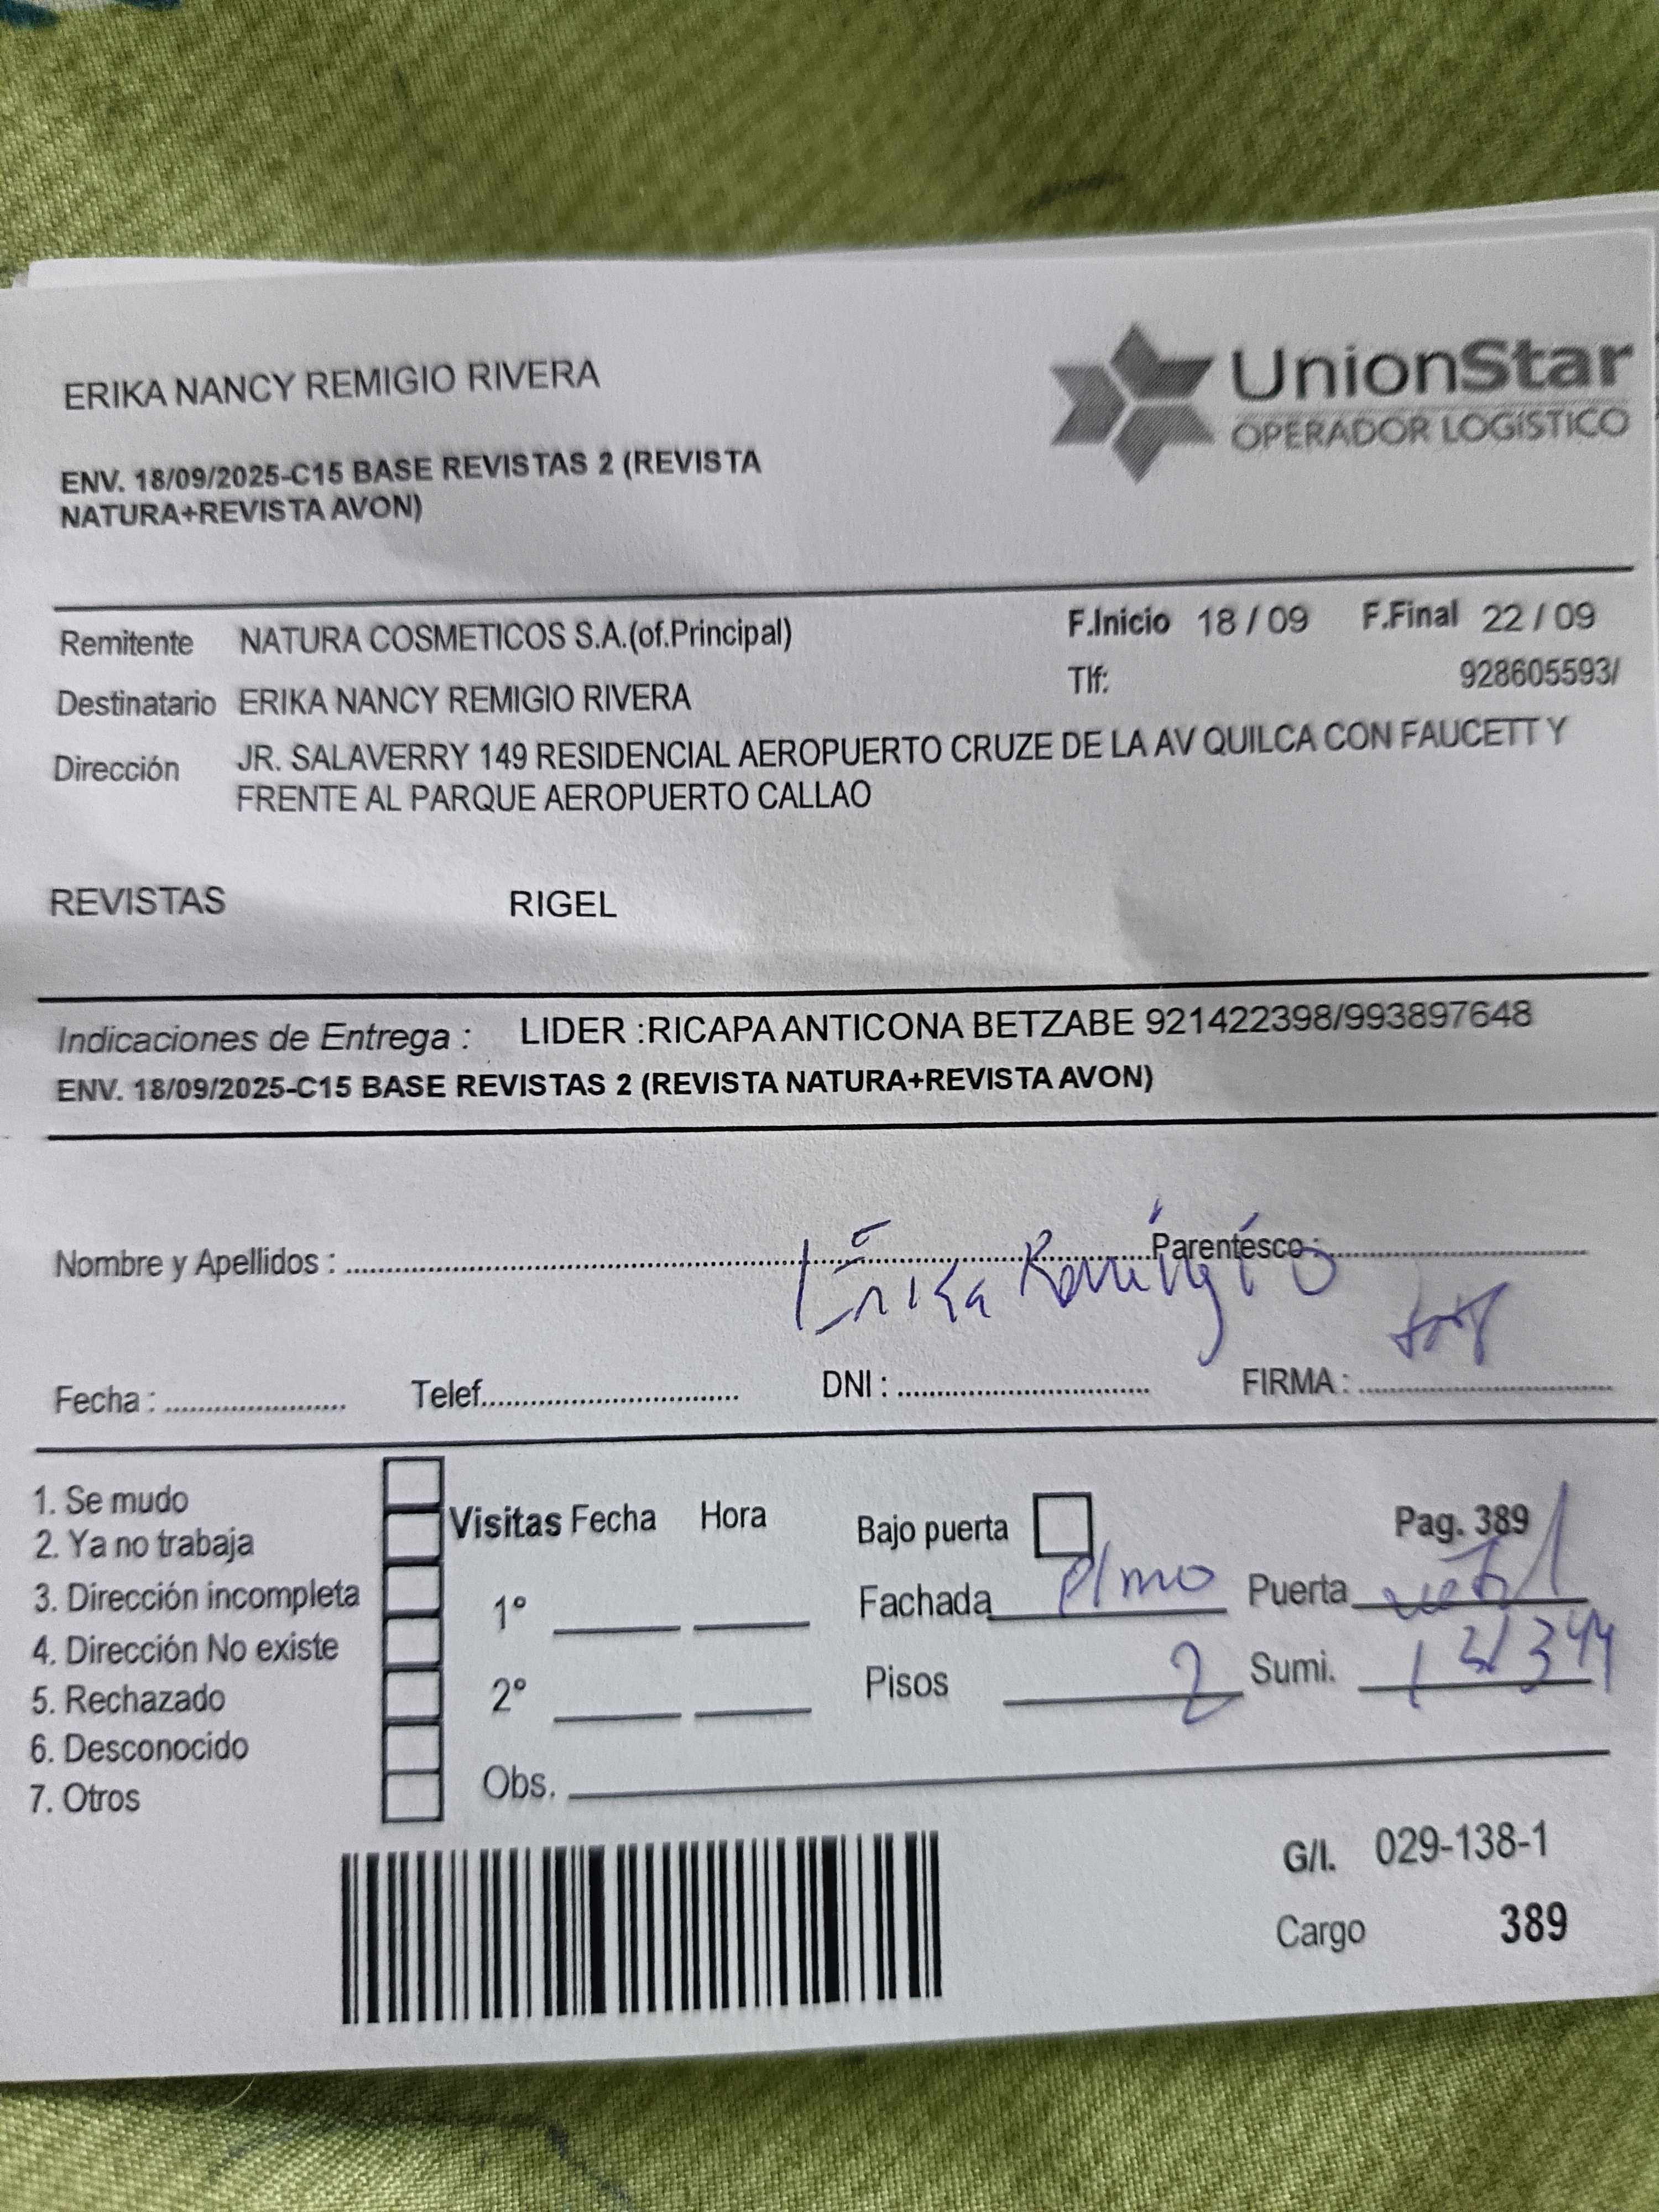 ERIKA NANCY REMIGIO RIVERA
UnionStar
OPERADOR LOGÍSTICO
ENV. 18/09/2025-C15 BASE REVISTAS 2 (REVISTA
NATURA+REVISTA AVON)
Remitente NATURA COSMETICOS S.A.(of.Principal) F.Inicio 18 / 09 F.Final 22 / 09
Destinatario ERIKA NANCY REMIGIO RIVERA Tlf: 928605593/
Dirección JR. SALAVERRY 149 RESIDENCIAL AEROPUERTO CRUZE DE LA AV QUILCA CON FAUCETT Y
FRENTE AL PARQUE AEROPUERTO CALLAO
REVISTAS RIGEL
Indicaciones de Entrega : LIDER :RICAPA ANTICONA BETZABE 921422398/993897648
ENV. 18/09/2025-C15 BASE REVISTAS 2 (REVISTA NATURA+REVISTA AVON)
Nombre y Apellidos : Parentesco :
Erika Remigio
Fecha : Telef. DNI : FIRMA :
1. Se mudo
2. Ya no trabaja
3. Dirección incompleta
4. Dirección No existe
5. Rechazado
6. Desconocido
7. Otros
Visitas Fecha Hora
1º
2º
Obs.
Bajo puerta Pag. 389
Fachada Puerta
Pisos 2 Sumi.
G/I. 029-138-1
Cargo 389